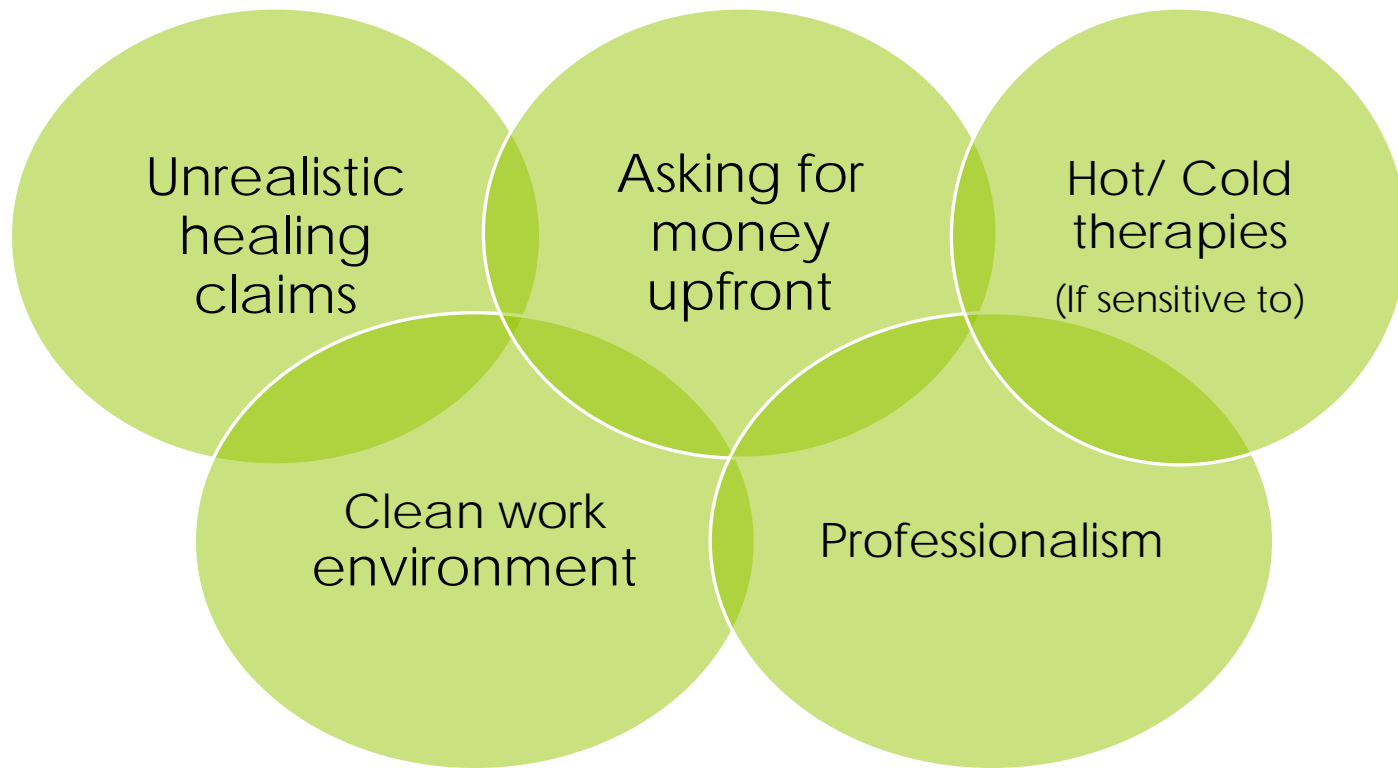 Unrealistic
healing
claims
Asking for
money
upfront
Hot/ Cold
therapies
(If sensitive to)
Clean work
environment
Professionalism